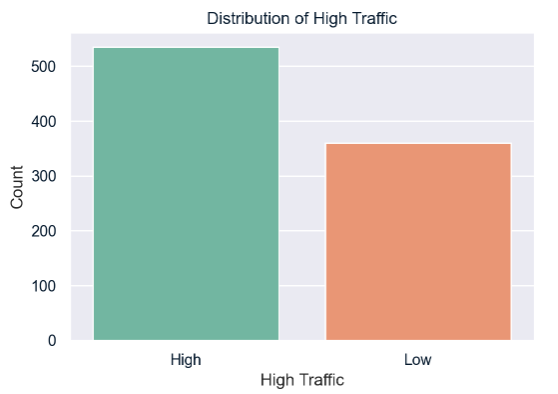 Distribution of High Traffic
Count
500
400
300
200
100
0
High
Low
High Traffic